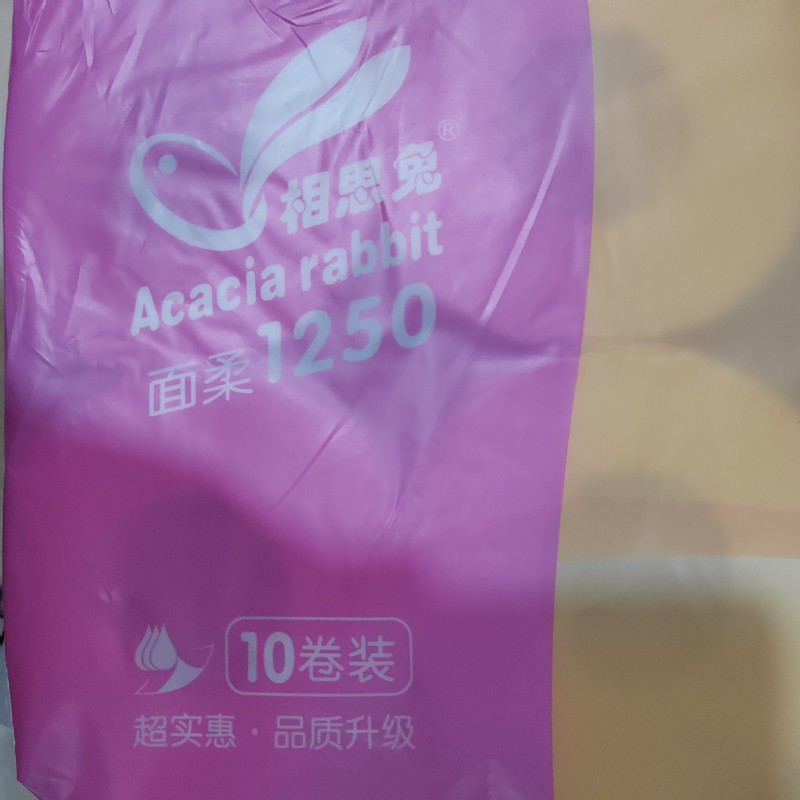 相思兔®
Acacia rabbit
面柔1250
10卷装
超实惠·品质升级